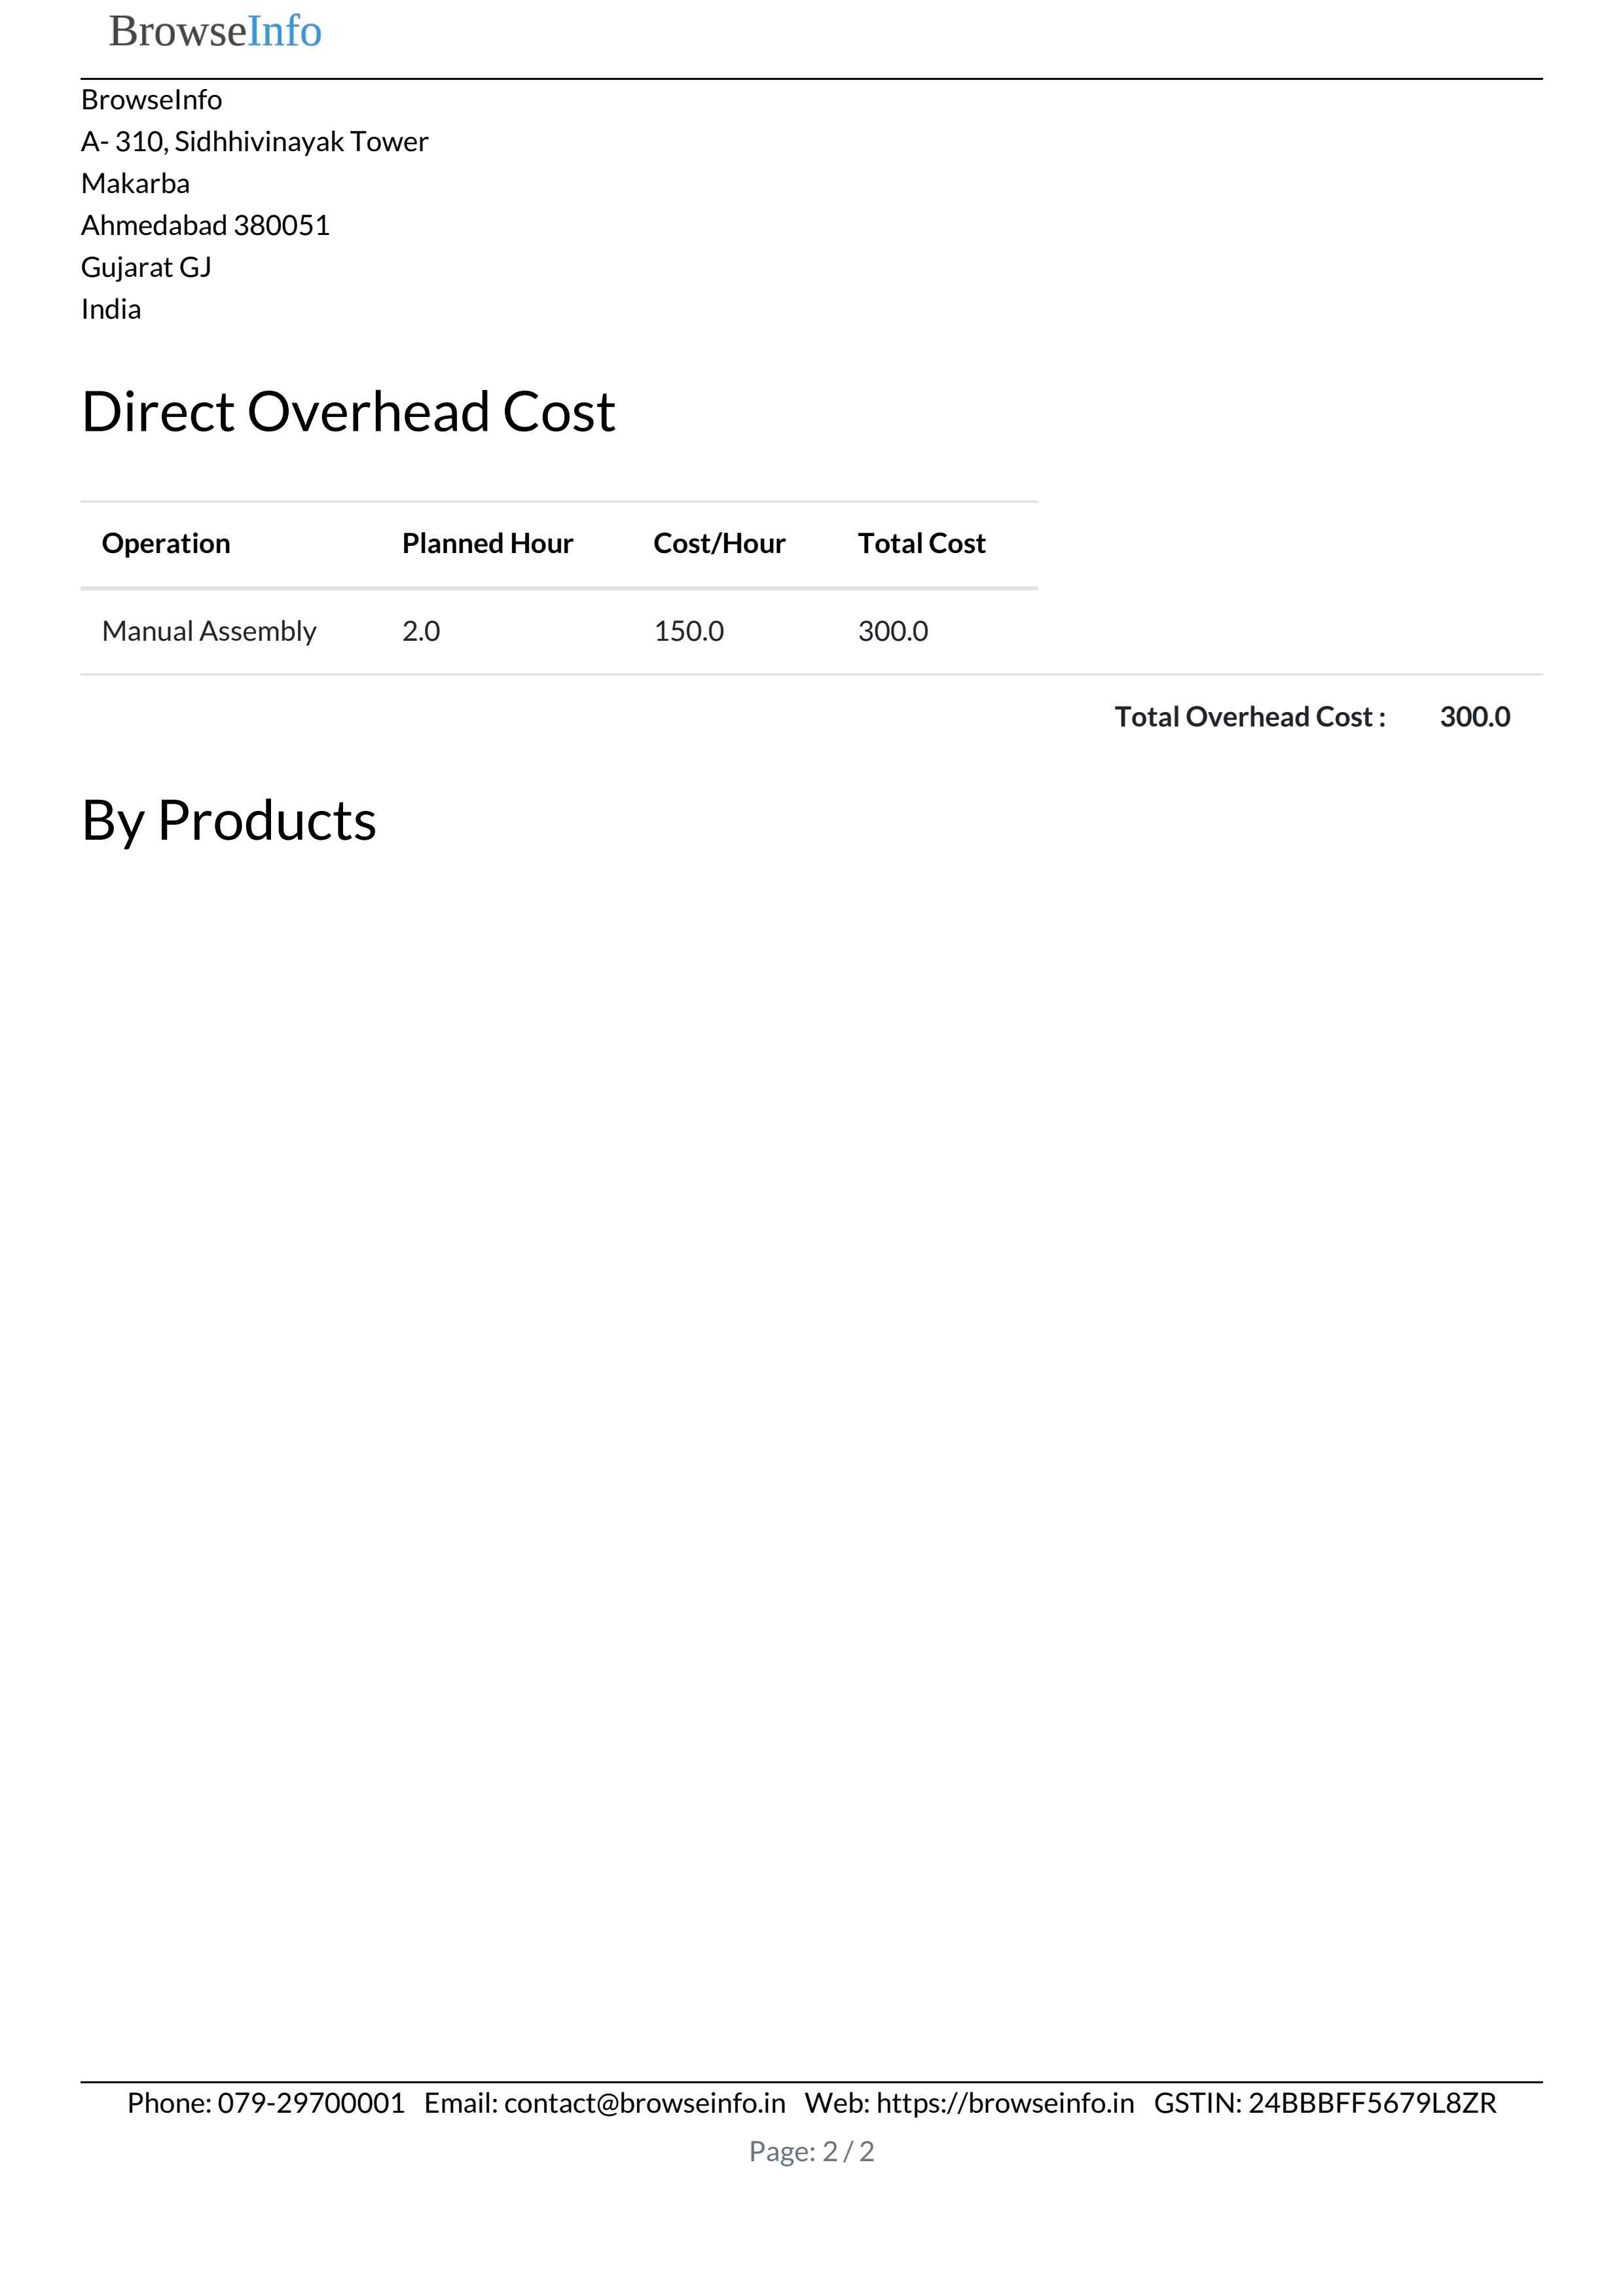 BrowseInfo
BrowseInfo
A- 310, Sidhhivinayak Tower
Makarba
Ahmedabad 380051
Gujarat GJ
India
Direct Overhead Cost
Operation Planned Hour Cost/Hour Total Cost
Manual Assembly 2.0 150.0 300.0
Total Overhead Cost : 300.0
By Products
Phone: 079-29700001 Email: contact@browseinfo.in Web: https://browseinfo.in GSTIN: 24BBBFF5679L8ZR
Page: 2 / 2